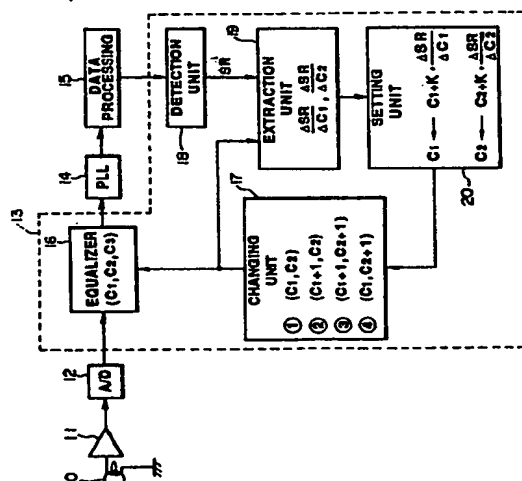 10
11
12
A/D
13
16
EQUALIZER
(C1,C2,C3)
14
PLL
15
DATA
PROCESSING
18
DETECTION
UNIT
SR
19
EXTRACTION
UNIT
ΔSR ΔSR
ΔC1 , ΔC2
17
CHANGING
UNIT
① (C1,C2)
② (C1+1,C2)
③ (C1+1,C2+1)
④ (C1,C2+1)
20
SETTING
UNIT
C1 ← C1+K·ΔSR/ΔC1
C2 ← C2+K·ΔSR/ΔC2